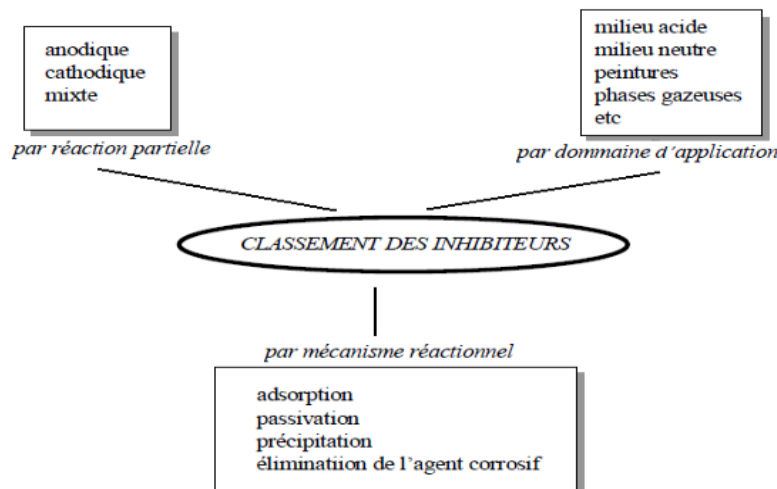 anodique
cathodique
mixte
par réaction partielle
milieu acide
milieu neutre
peintures
phases gazeuses
etc
par dommaine d'application
CLASSEMENT DES INHIBITEURS
par mécanisme réactionnel
adsorption
passivation
précipitation
éliminatiion de l'agent corrosif